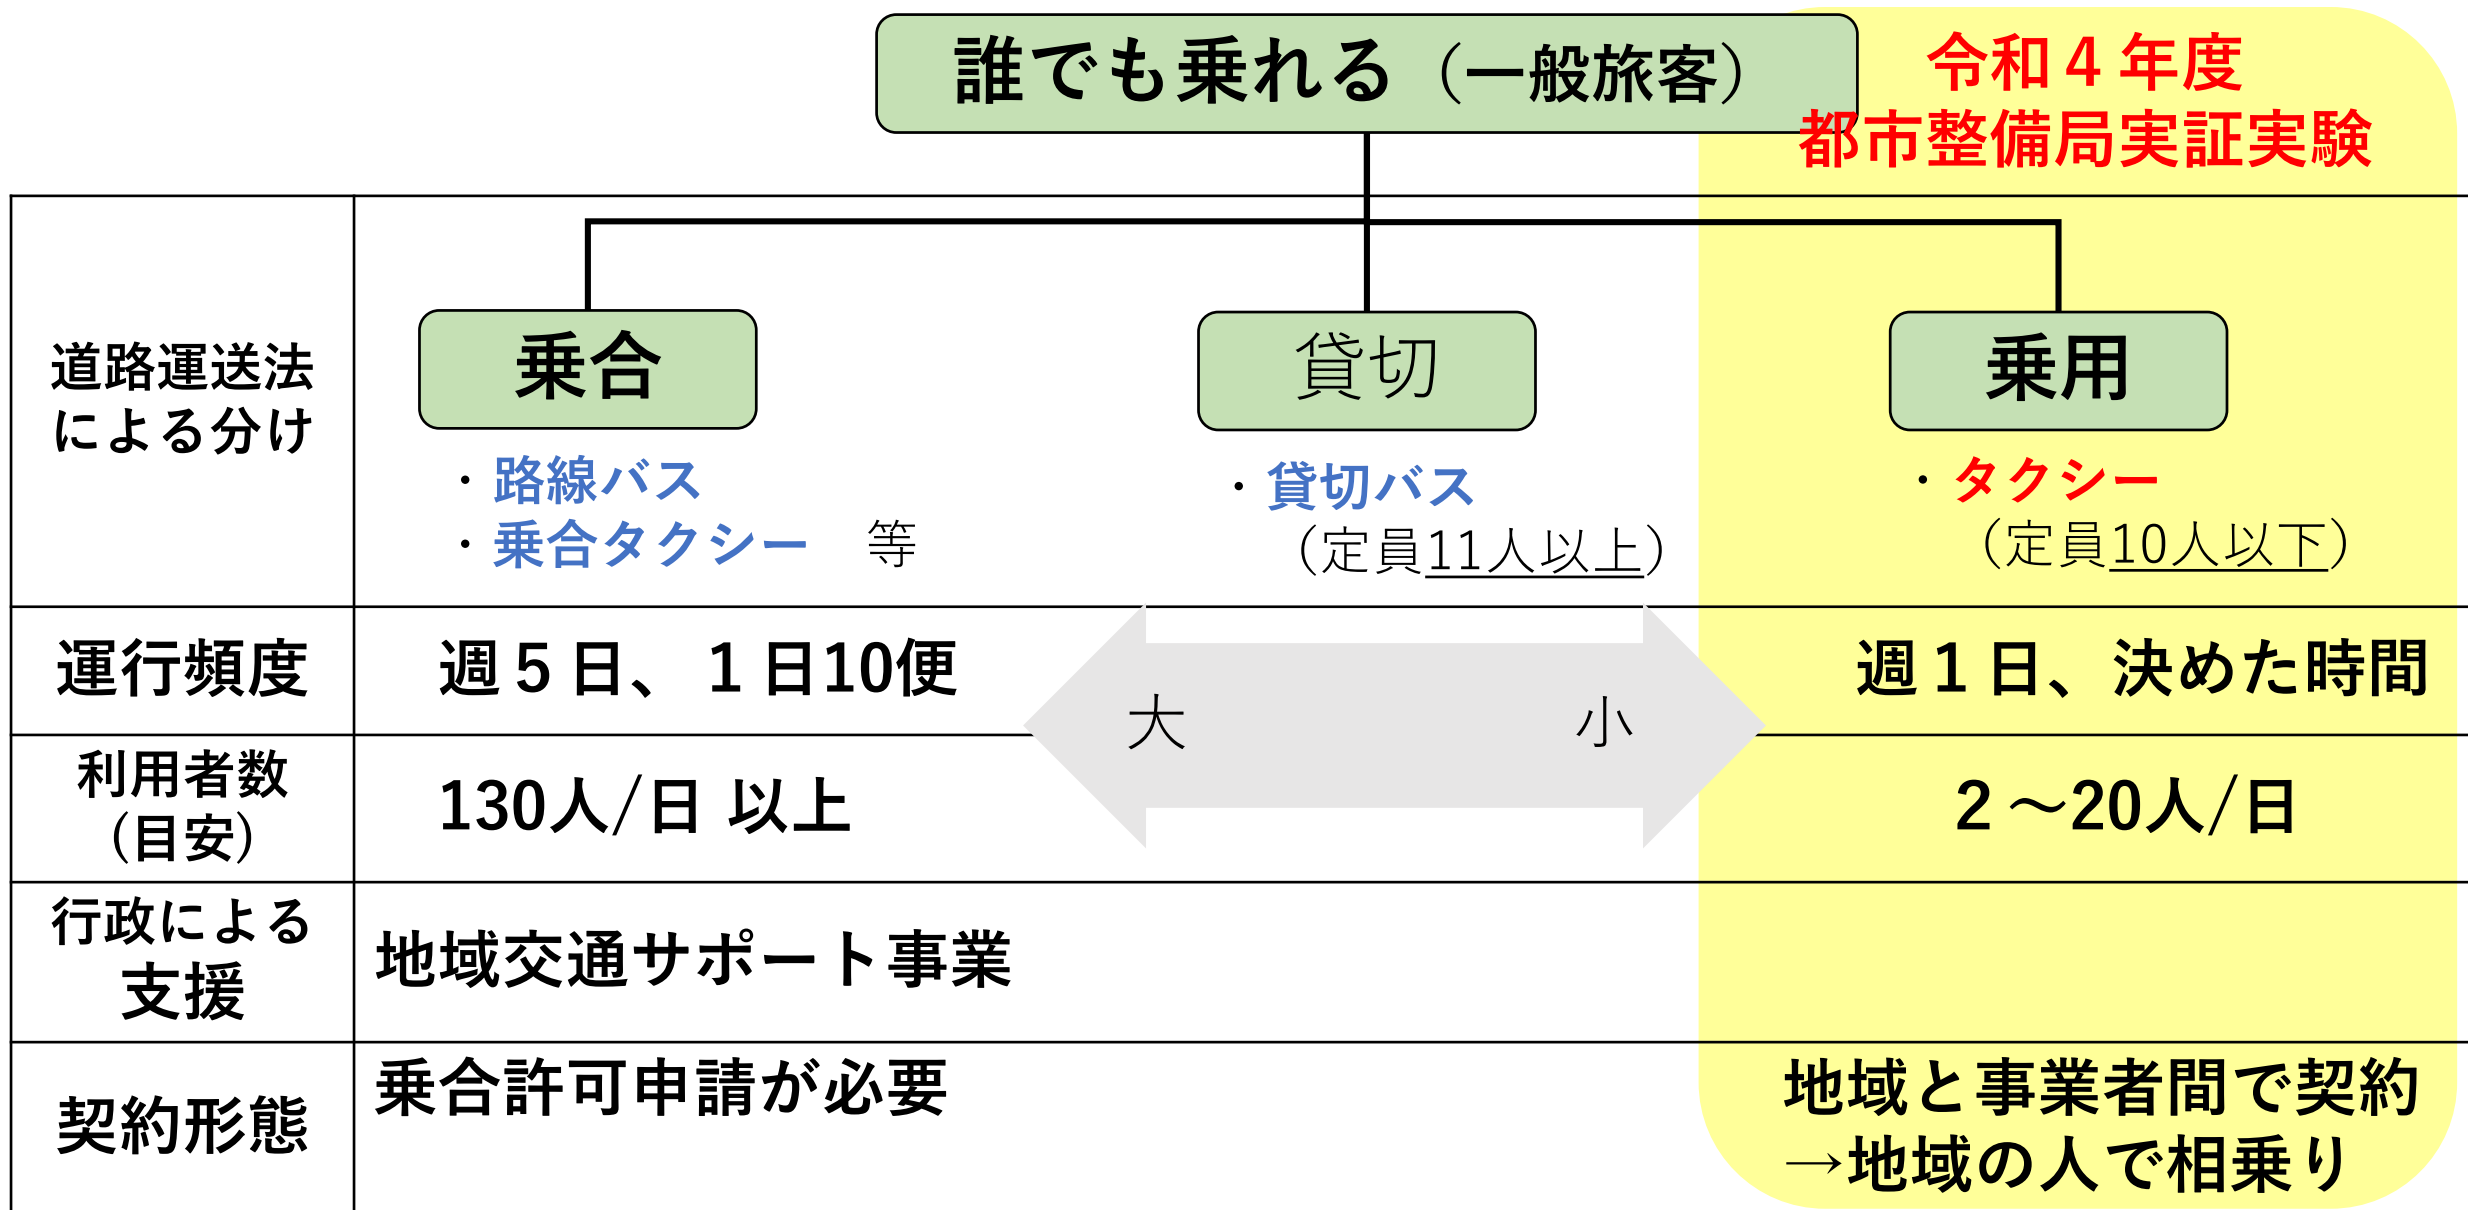 誰でも乗れる（一般旅客）
令和４年度
都市整備局実証実験
道路運送法
による分け
乗合
貸切
乗用
・路線バス
・乗合タクシー　等
・貸切バス
（定員11人以上）
・タクシー
（定員10人以下）
運行頻度
週５日、１日10便
大
小
週１日、決めた時間
利用者数
(目安)
130人/日 以上
２～20人/日
行政による
支援
地域交通サポート事業
契約形態
乗合許可申請が必要
地域と事業者間で契約
→地域の人で相乗り